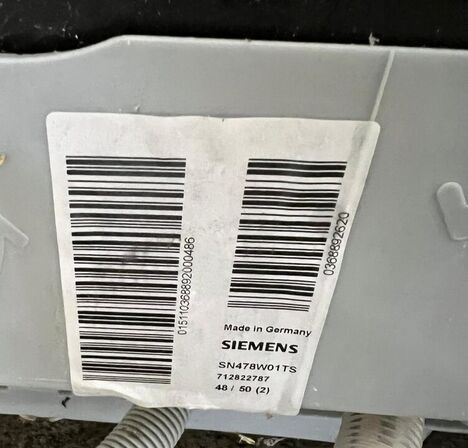 015110368892000486
0368892620
Made in Germany
SIEMENS
SN478W01TS
712822787
48 / 50 (2)